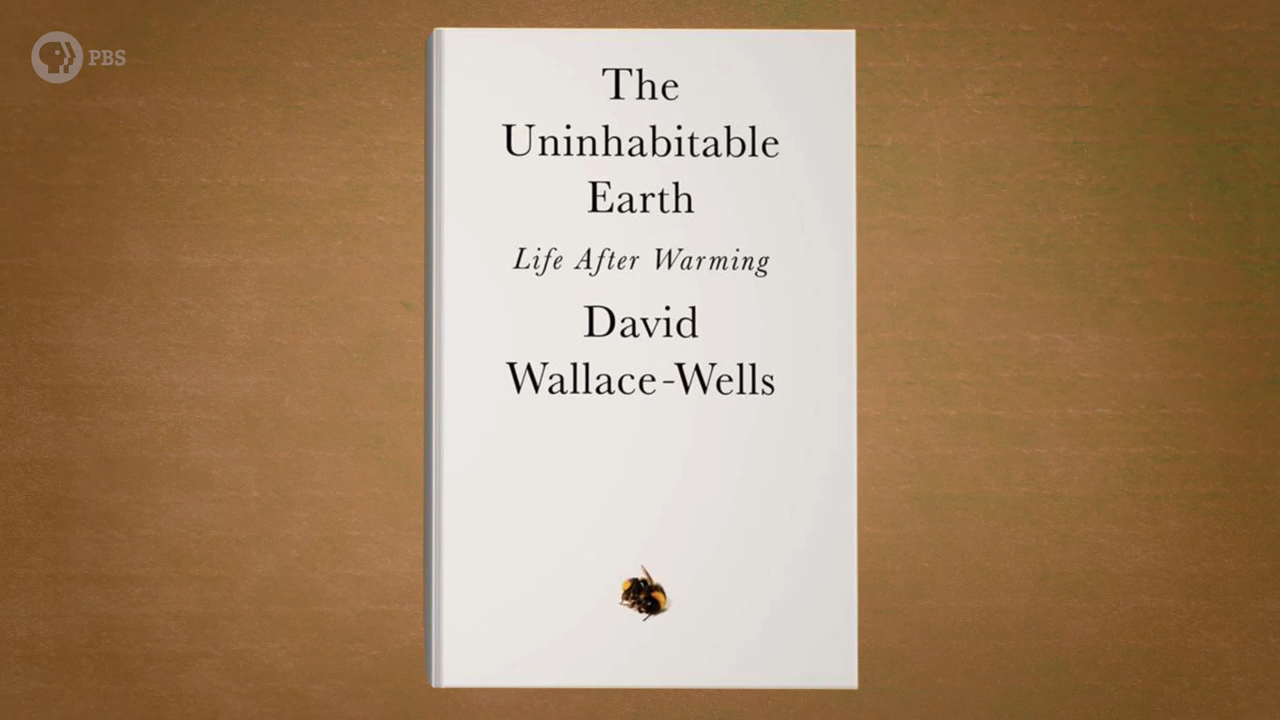 PBS
The
Uninhabitable
Earth
Life After Warming
David
Wallace-Wells